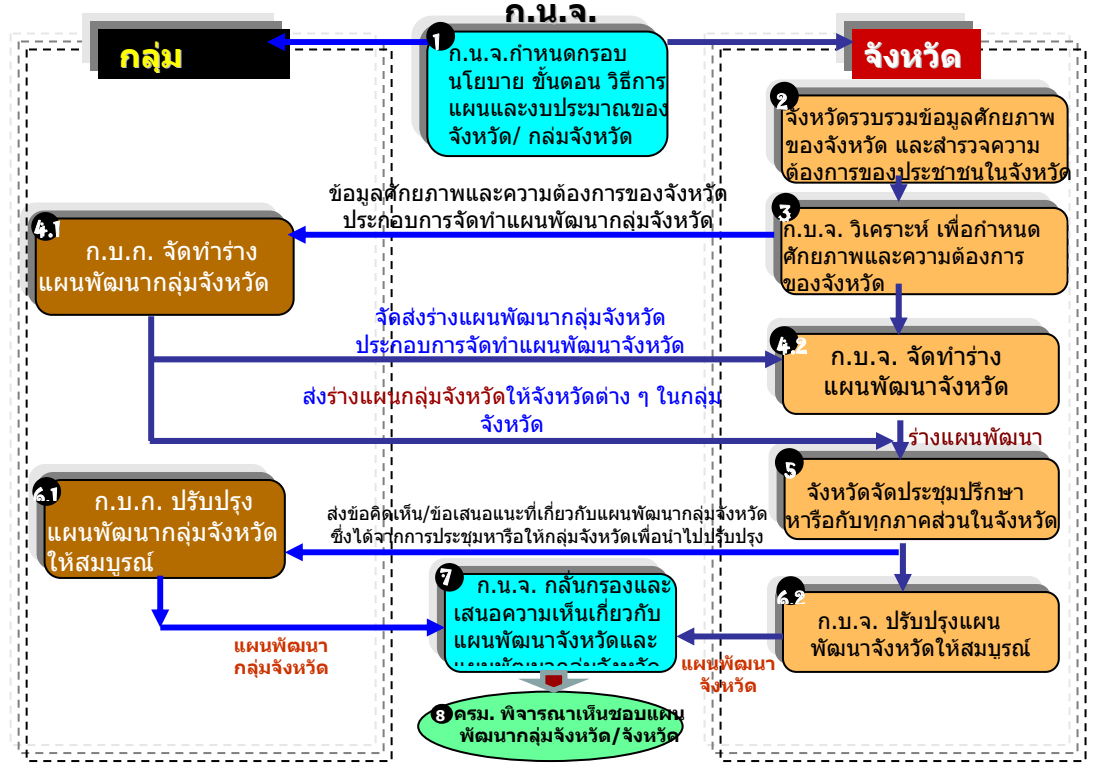 ก.น.จ.
กลุ่ม
จังหวัด
1
ก.น.จ.กำหนดกรอบ
นโยบาย ขั้นตอน วิธีการ
แผนและงบประมาณของ
จังหวัด/ กลุ่มจังหวัด
2
จังหวัดรวบรวมข้อมูลศักยภาพ
ของจังหวัด และสำรวจความ
ต้องการของประชาชนในจังหวัด
ข้อมูลศักยภาพและความต้องการของจังหวัด
ประกอบการจัดทำแผนพัฒนากลุ่มจังหวัด
3
ก.บ.จ. วิเคราะห์ เพื่อกำหนด
ศักยภาพและความต้องการ
ของจังหวัด
4.1
ก.บ.ก. จัดทำร่าง
แผนพัฒนากลุ่มจังหวัด
จัดส่งร่างแผนพัฒนากลุ่มจังหวัด
ประกอบการจัดทำแผนพัฒนาจังหวัด
4.2
ก.บ.จ. จัดทำร่าง
แผนพัฒนาจังหวัด
ส่งร่างแผนกลุ่มจังหวัดให้จังหวัดต่าง ๆ ในกลุ่ม
จังหวัด
ร่างแผนพัฒนา
5
จังหวัดจัดประชุมปรึกษา
หารือกับทุกภาคส่วนในจังหวัด
6.1
ก.บ.ก. ปรับปรุง
แผนพัฒนากลุ่มจังหวัด
ให้สมบูรณ์
ส่งข้อคิดเห็น/ข้อเสนอแนะที่เกี่ยวกับแผนพัฒนากลุ่มจังหวัด
ซึ่งได้จากการประชุมหารือให้กลุ่มจังหวัดเพื่อนำไปปรับปรุง
6.2
ก.บ.จ. ปรับปรุงแผน
พัฒนาจังหวัดให้สมบูรณ์
7
ก.น.จ. กลั่นกรองและ
เสนอความเห็นเกี่ยวกับ
แผนพัฒนาจังหวัดและ
แผนพัฒนากลุ่มจังหวัด
แผนพัฒนา
กลุ่มจังหวัด
แผนพัฒนา
จังหวัด
8
ครม. พิจารณาเห็นชอบแผน
พัฒนากลุ่มจังหวัด/จังหวัด